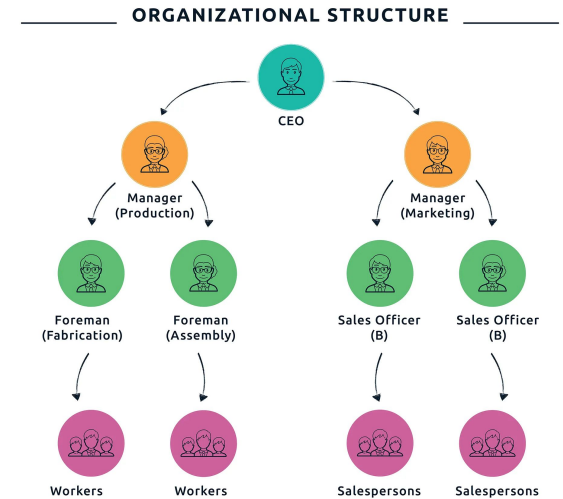 ORGANIZATIONAL STRUCTURE
CEO
Manager
(Production)
Manager
(Marketing)
Foreman
(Fabrication)
Foreman
(Assembly)
Sales Officer
(B)
Sales Officer
(B)
Workers
Workers
Salespersons
Salespersons